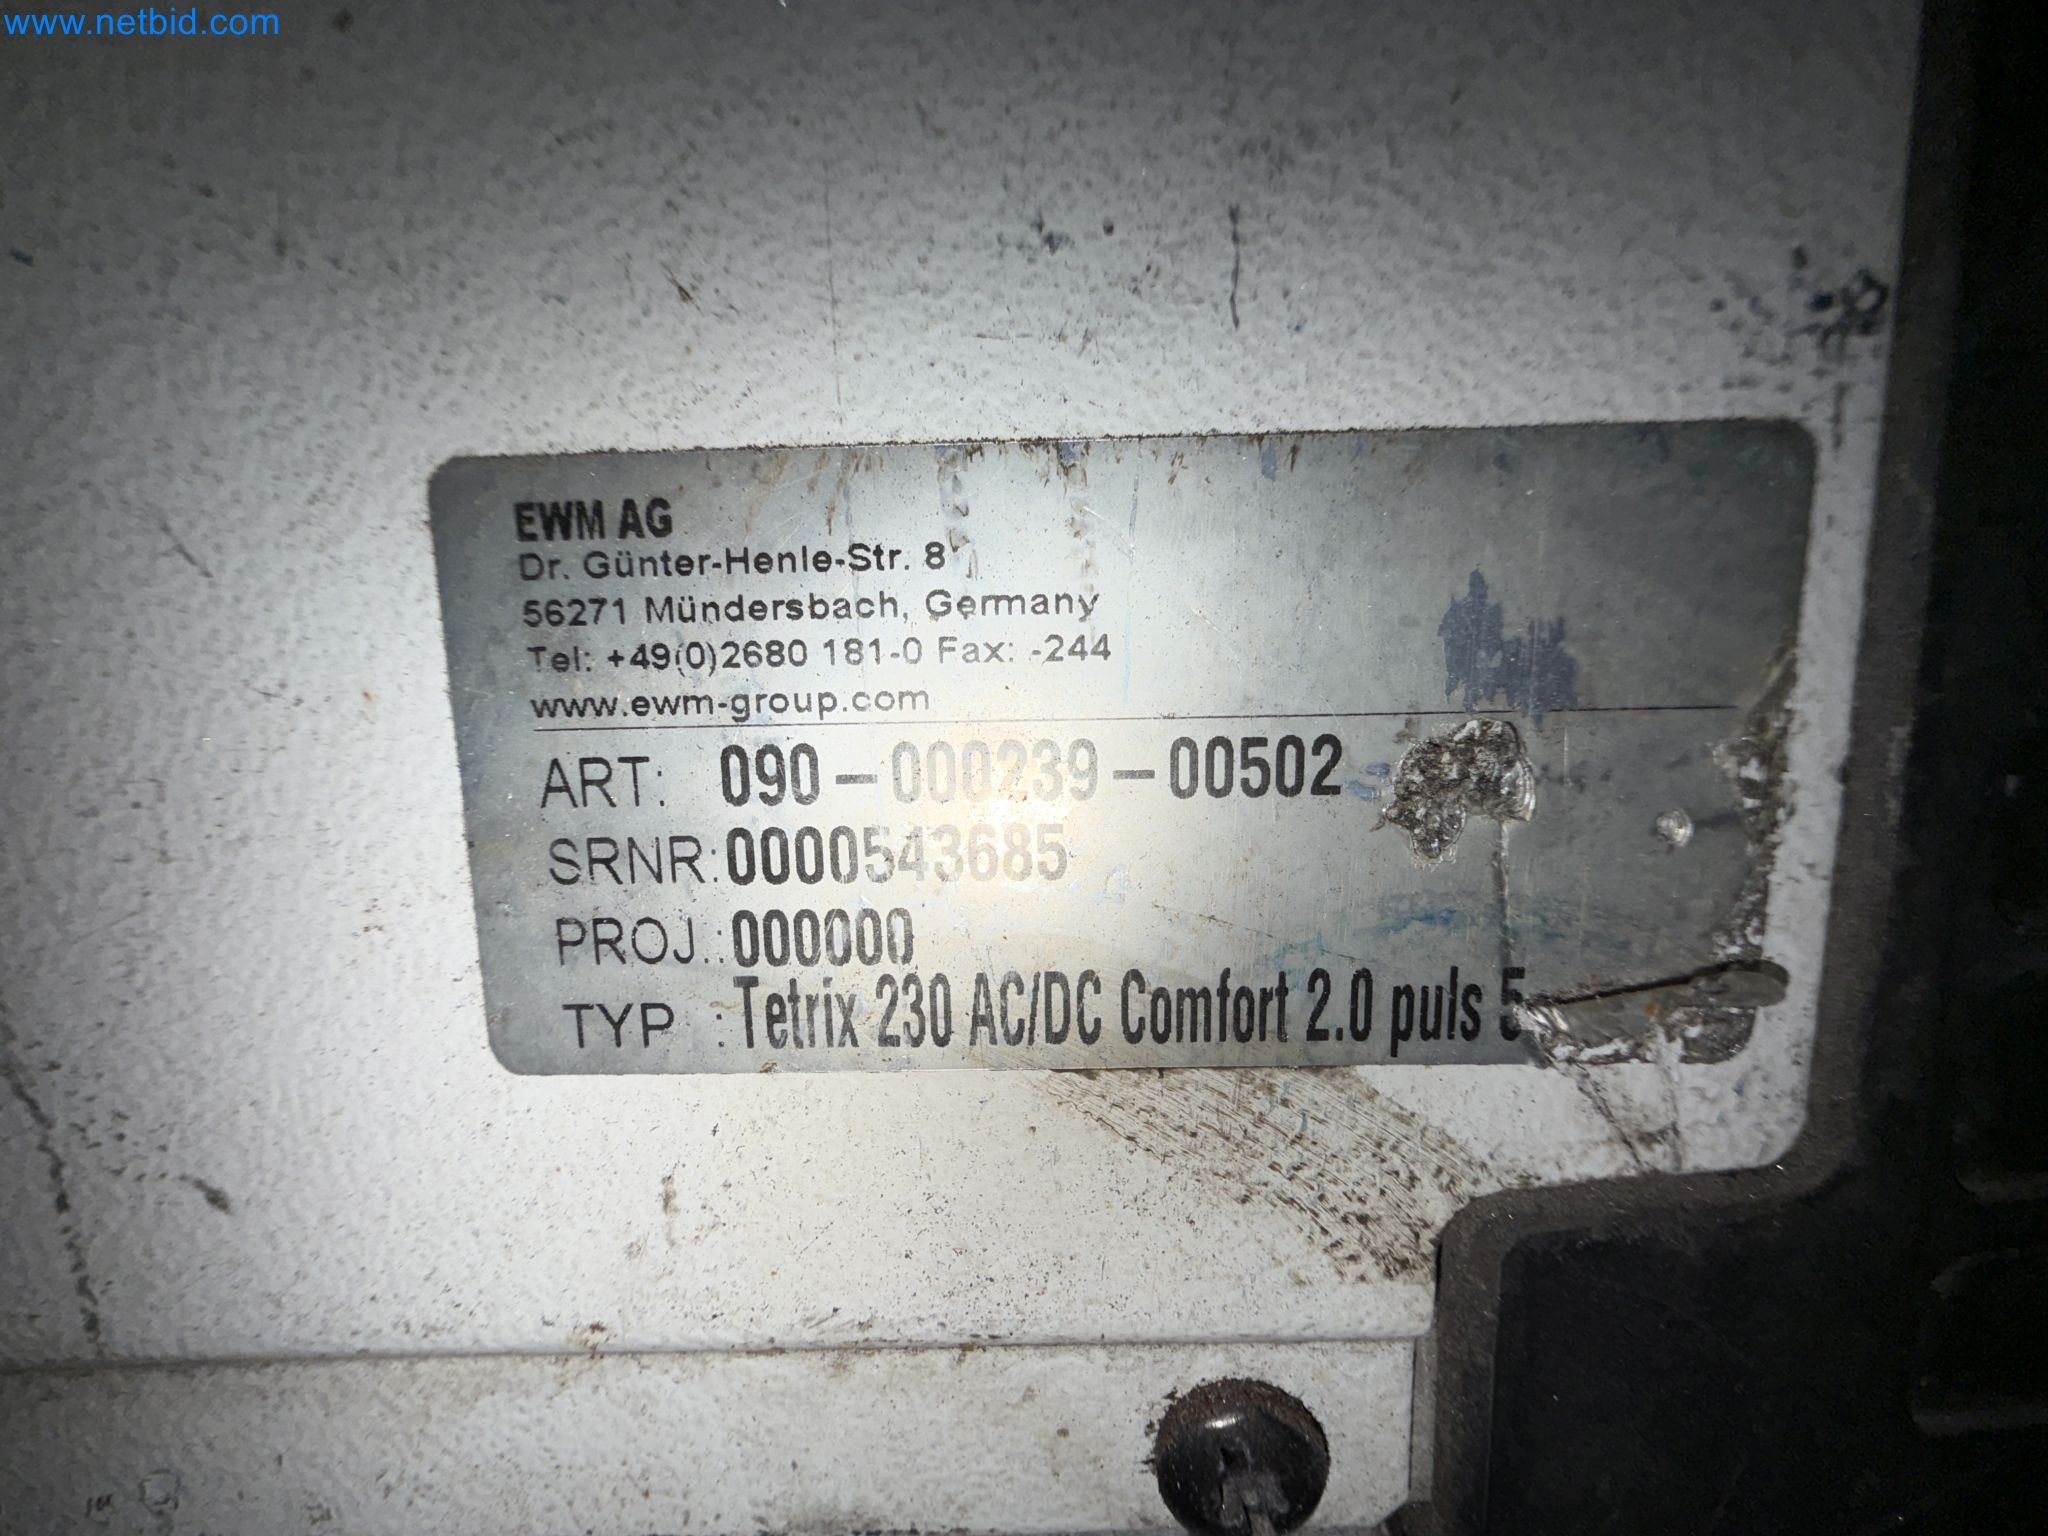 www.netbid.com
EWM AG
Dr. Günter-Henle-Str. 8
56271 Mündersbach, Germany
Tel: +49(0)2680 181-0 Fax: -244
www.ewm-group.com
ART: 090-000239-00502
SRNR: 0000543685
PROJ.: 000000
TYP : Tetrix 230 AC/DC Comfort 2.0 puls 5